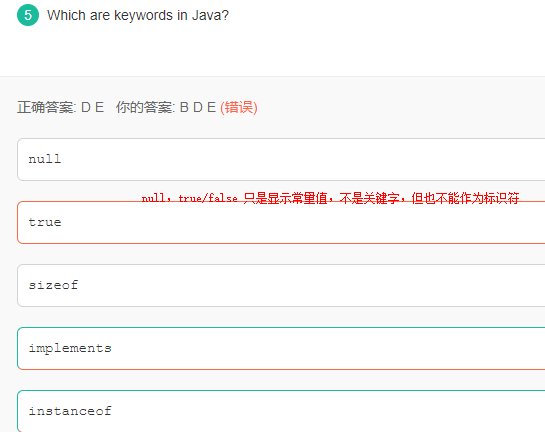 5 Which are keywords in Java?
正确答案: D E 你的答案: B D E (错误)
null
null，true/false 只是显示常量值，不是关键字，但也不能作为标识符
true
sizeof
implements
instanceof